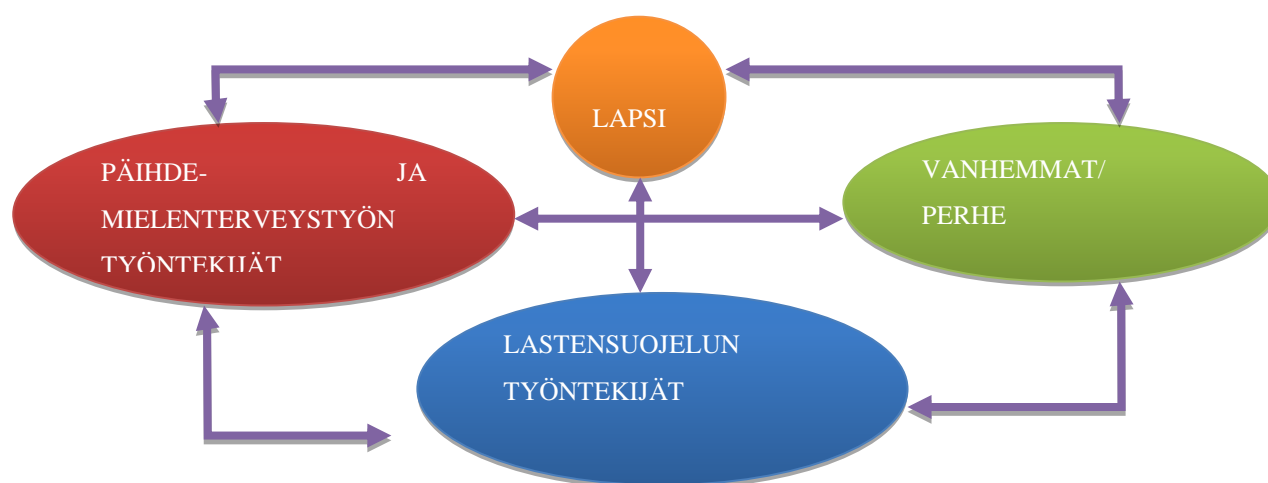 LAPSI
PÄIHDE- JA
MIELENTERVEYSTYÖN
TYÖNTEKIJÄT
VANHEMMAT/
PERHE
LASTENSUOJELUN
TYÖNTEKIJÄT